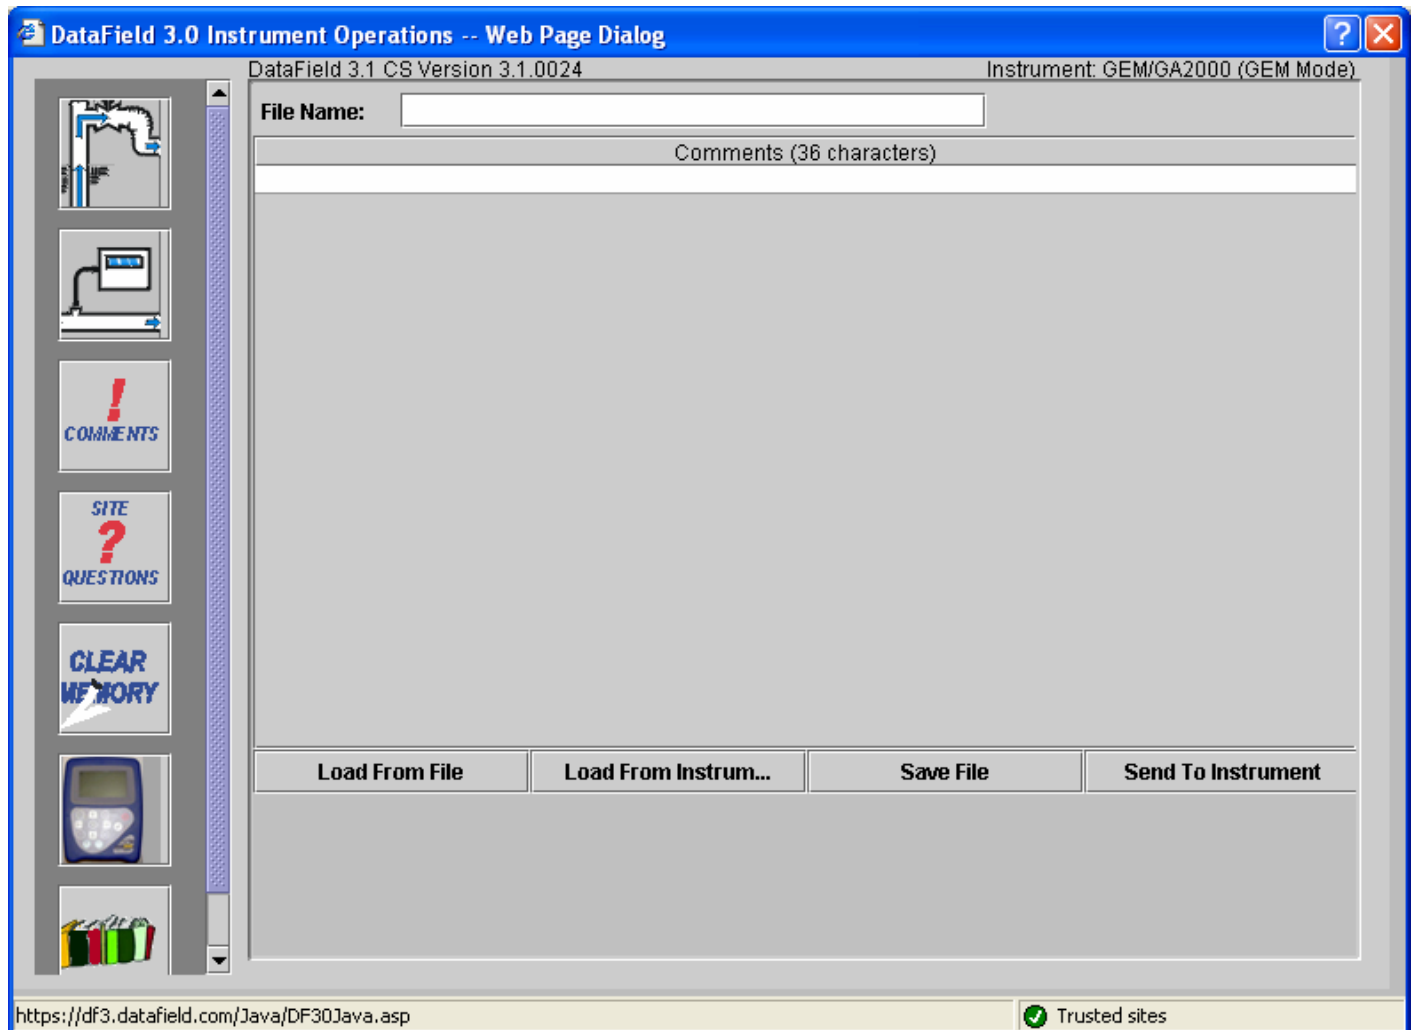 DataField 3.0 Instrument Operations -- Web Page Dialog
DataField 3.1 CS Version 3.1.0024 Instrument: GEM/GA2000 (GEM Mode)
File Name:
Comments (36 characters)
! COMMENTS
SITE
?
QUESTIONS
CLEAR
MEMORY
Load From File Load From Instrum... Save File Send To Instrument
https://df3.datafield.com/Java/DF30Java.asp Trusted sites